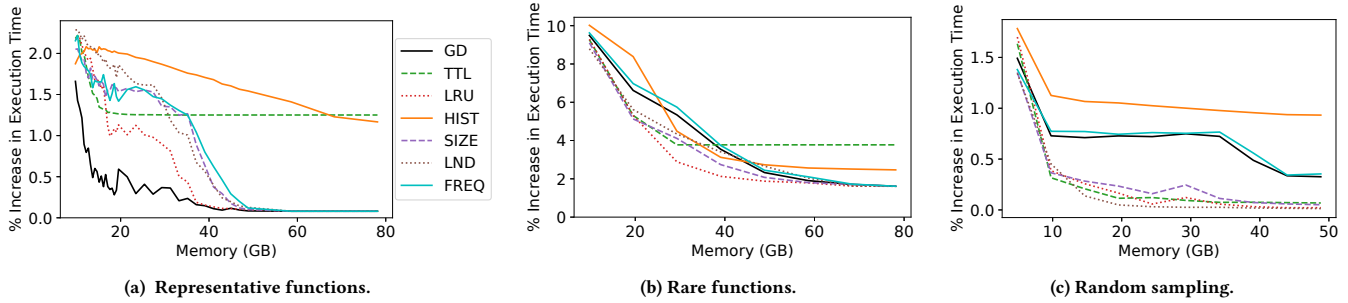 % Increase in Execution Time
2.0
1.5
1.0
0.5
0.0
20
40
60
80
Memory (GB)
GD
TTL
LRU
HIST
SIZE
LND
FREQ
(a) Representative functions.
% Increase in Execution Time
10
8
6
4
2
0
20
40
60
80
Memory (GB)
(b) Rare functions.
% Increase in Execution Time
1.5
1.0
0.5
0.0
10
20
30
40
50
Memory (GB)
(c) Random sampling.